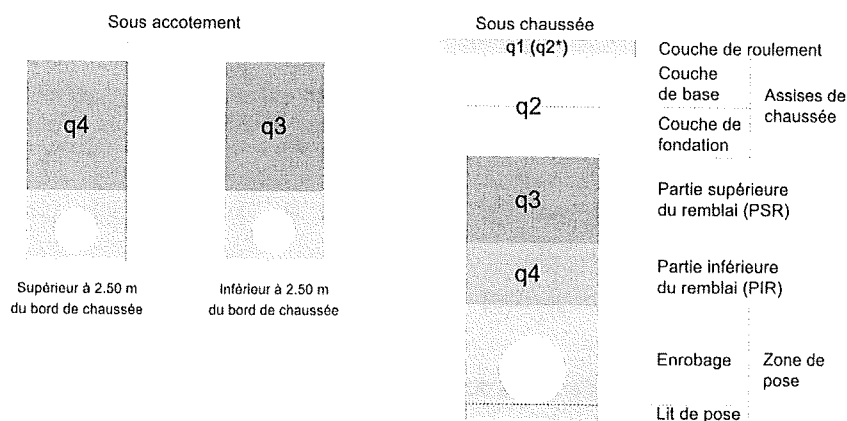 Sous accotement
q4
q3
Supérieur à 2.50 m
du bord de chaussée
Inférieur à 2.50 m
du bord de chaussée
Sous chaussée
q1 (q2*)
Couche de roulement
q2
Couche
de base
Couche de
fondation
Assises de
chaussée
q3
Partie supérieure
du remblai (PSR)
q4
Partie inférieure
du remblai (PIR)
Enrobage
Zone de
pose
Lit de pose